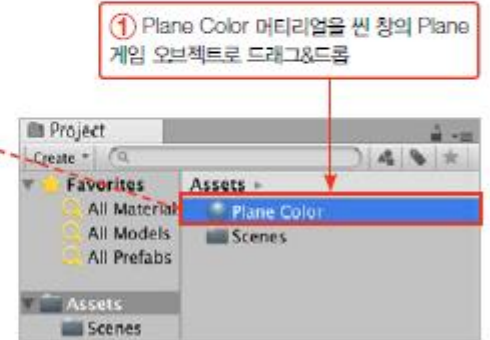 ① Plane Color 머티리얼을 씬 창의 Plane
게임 오브젝트로 드래그&드롭
Project
Create
Favorites
Assets
All Material
Plane Color
All Models
Scenes
All Prefabs
Assets
Scenes